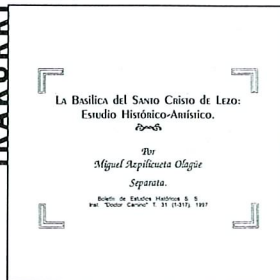 LA BASÍLICA DEL SANTO CRISTO DE LEZO:
ESTUDIO HISTÓRICO-ARTÍSTICO.
Por
Miguel Azpilicueta Olagüe
Separata.
Boletín de Estudios Históricos S. S.
Inst. "Doctor Camino" T. 31 (1-317), 1997